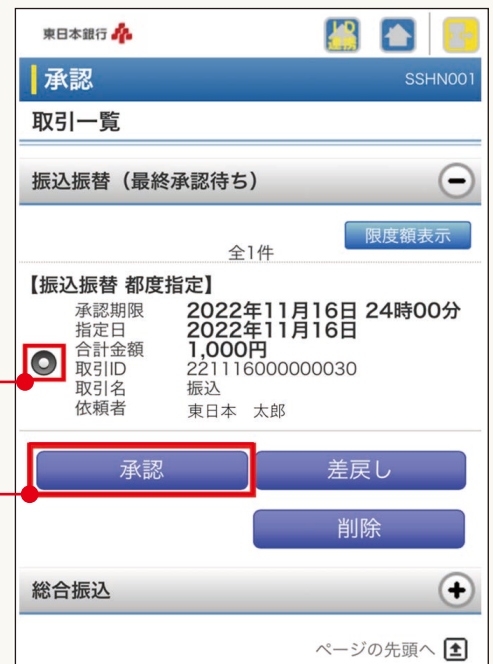 東日本銀行
ID
連携
承認 SSHN001
取引一覧
振込振替（最終承認待ち）
限度額表示
全1件
【振込振替 都度指定】
承認期限 2022年11月16日 24時00分
指定日 2022年11月16日
合計金額 1,000円
取引ID 221116000000030
取引名 振込
依頼者 東日本 太郎
承認 差戻し
削除
総合振込
ページの先頭へ